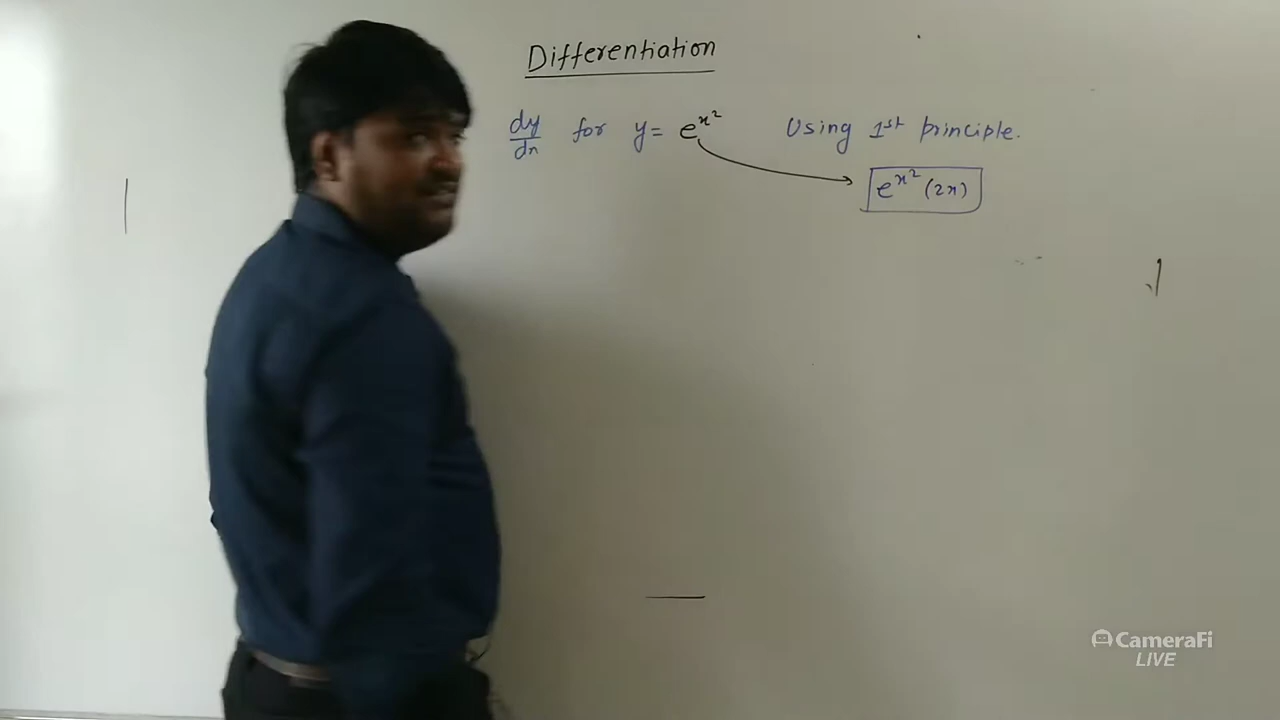 Differentiation
dy/dx for y = e^x² Using 1st principle.
e^x² (2x)
CameraFi
LIVE